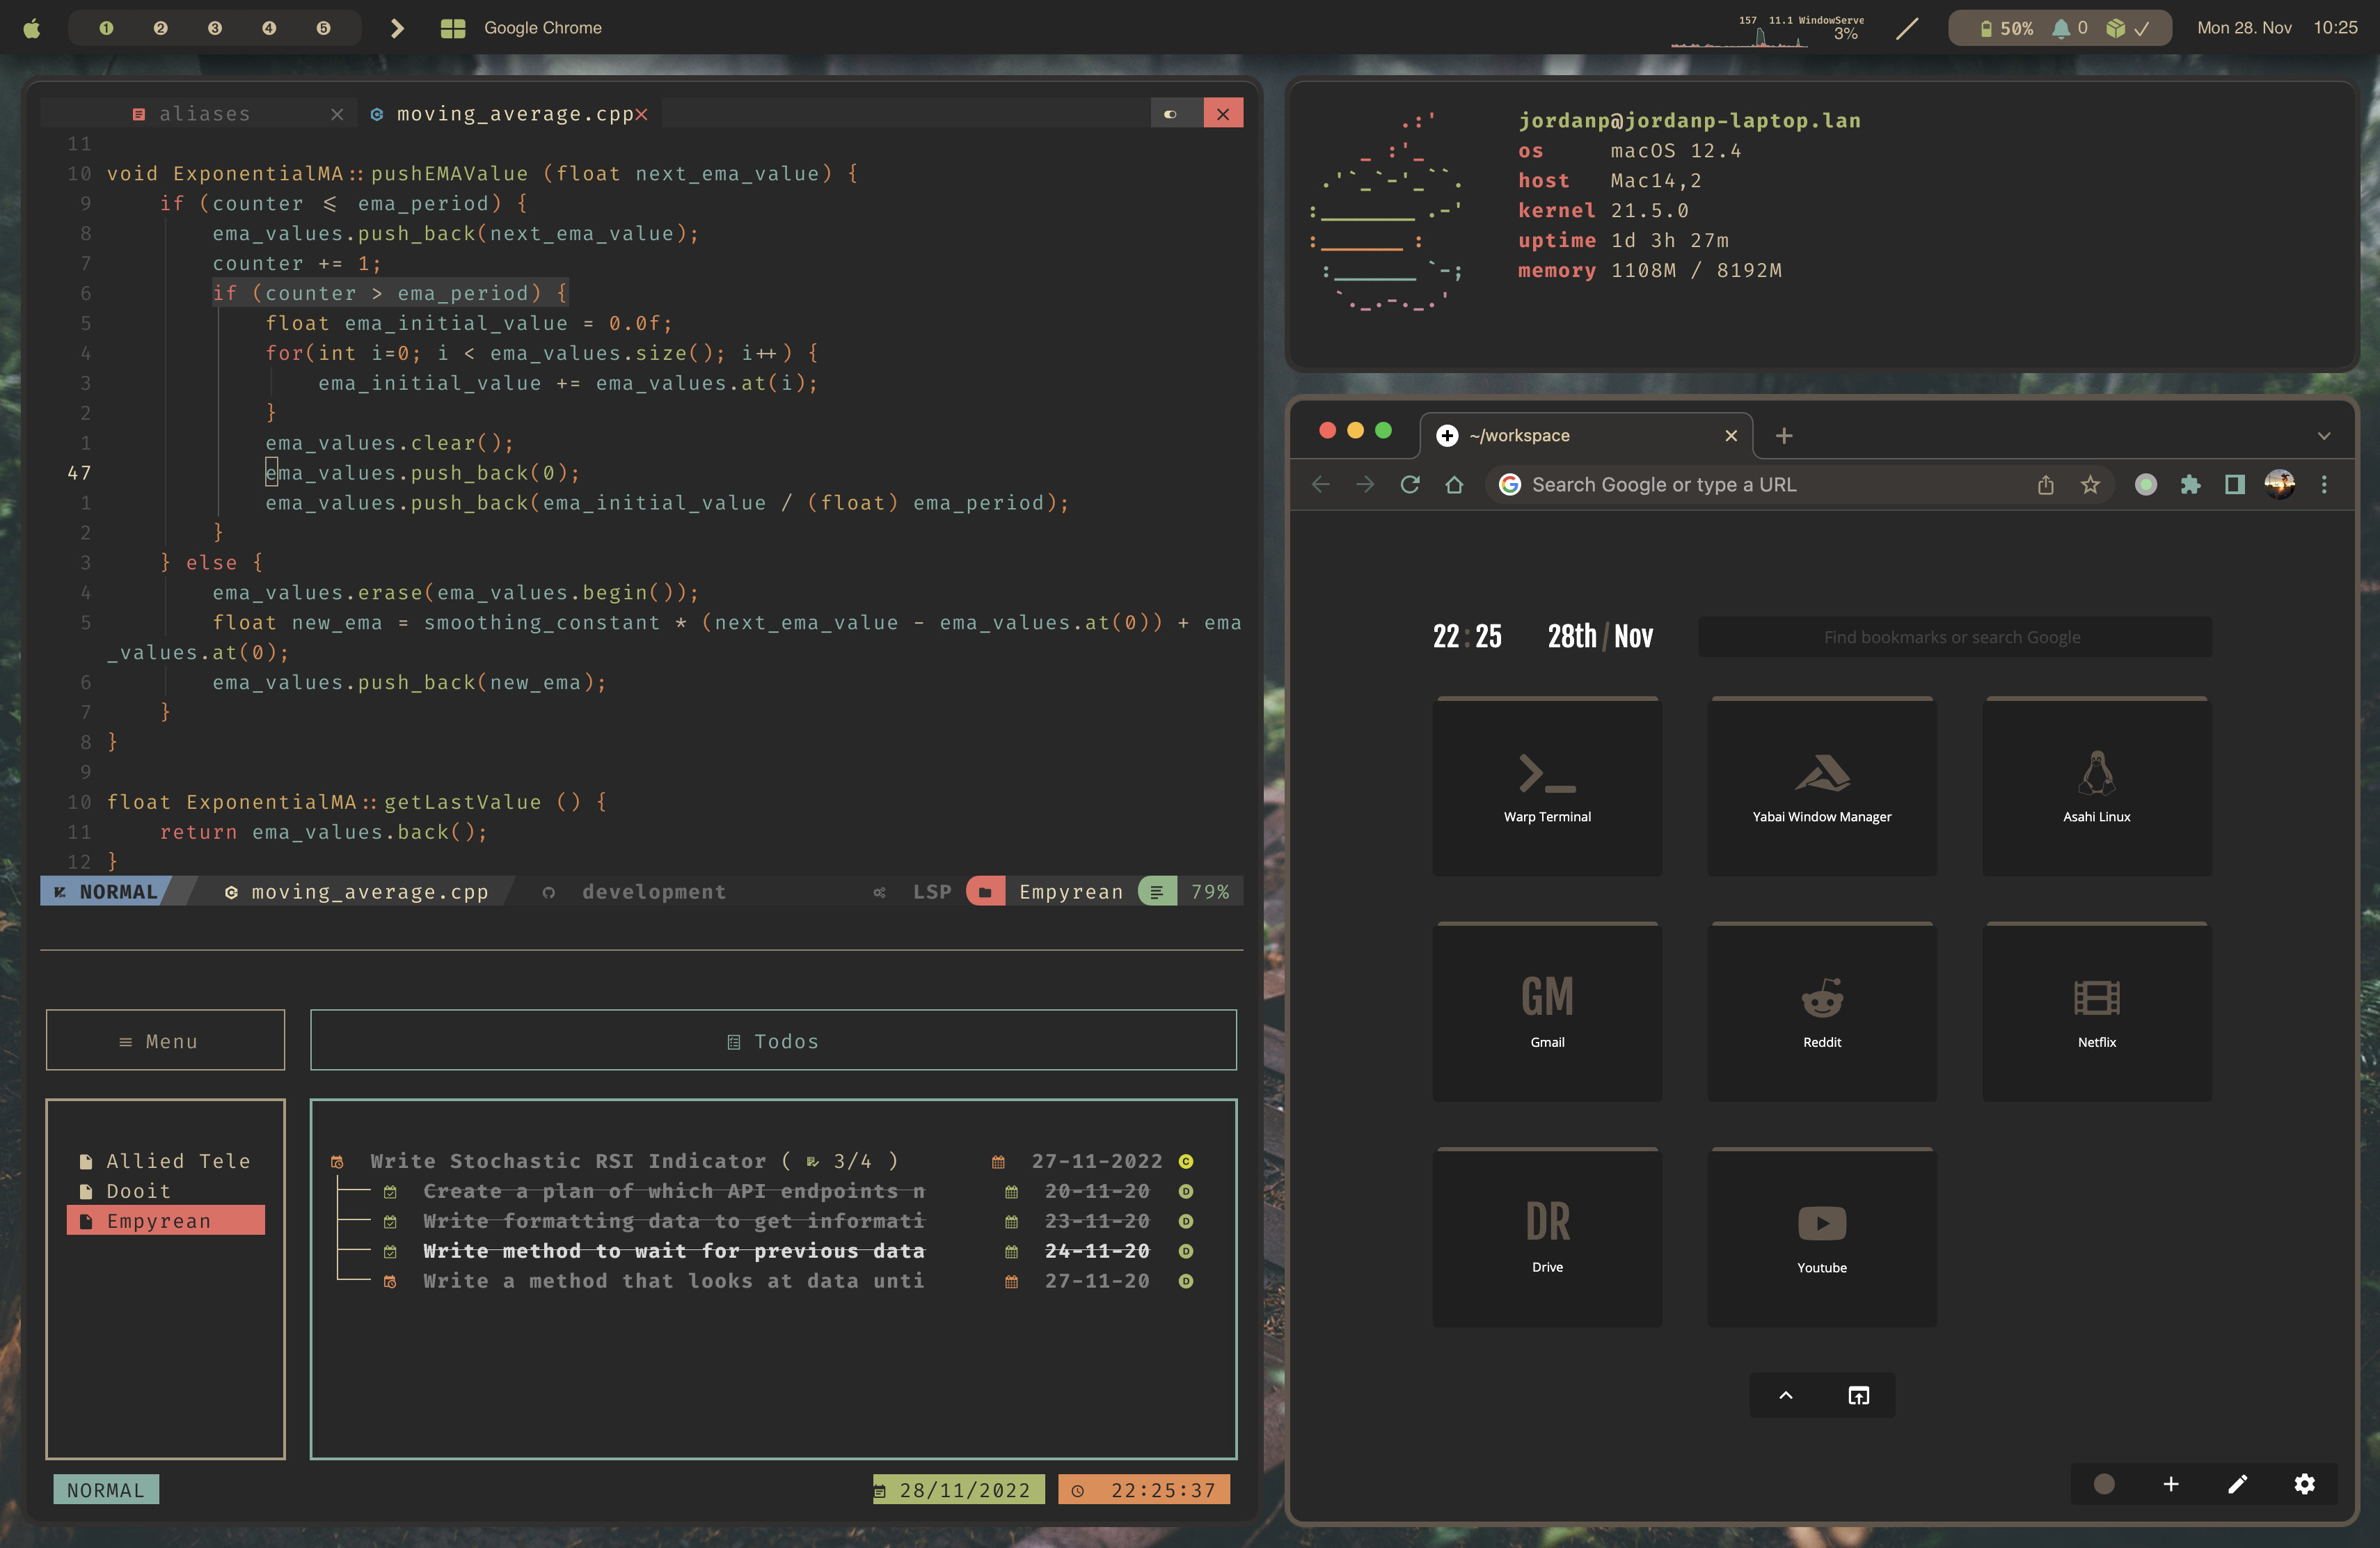 1 2 3 4 5 Google Chrome 157 11.1 WindowServe 3% 50% 0 Mon 28. Nov 10:25
aliases moving_average.cpp
11
10 void ExponentialMA::pushEMAValue (float next_ema_value) {
9 if (counter ≤ ema_period) {
8 ema_values.push_back(next_ema_value);
7 counter += 1;
6 if (counter > ema_period) {
5 float ema_initial_value = 0.0f;
4 for(int i=0; i < ema_values.size(); i++) {
3 ema_initial_value += ema_values.at(i);
2 }
1 ema_values.clear();
47 ema_values.push_back(0);
1 ema_values.push_back(ema_initial_value / (float) ema_period);
2 }
3 } else {
4 ema_values.erase(ema_values.begin());
5 float new_ema = smoothing_constant * (next_ema_value - ema_values.at(0)) + ema
_values.at(0);
6 ema_values.push_back(new_ema);
7 }
8 }
9
10 float ExponentialMA::getLastValue () {
11 return ema_values.back();
12 }
NORMAL moving_average.cpp development LSP Empyrean 79%
Menu
Todos
Allied Tele
Dooit
Empyrean
Write Stochastic RSI Indicator ( 3/4 ) 27-11-2022 C
Create a plan of which API endpoints n 20-11-20 D
Write formatting data to get informati 23-11-20 D
Write method to wait for previous data 24-11-20 D
Write a method that looks at data unti 27-11-20 D
NORMAL 28/11/2022 22:25:37
jordanp@jordanp-laptop.lan
os macOS 12.4
host Mac14,2
kernel 21.5.0
uptime 1d 3h 27m
memory 1108M / 8192M
~/workspace
Search Google or type a URL
22:25 28th/Nov Find bookmarks or search Google
Warp Terminal
Yabai Window Manager
Asahi Linux
GM
Gmail
Reddit
Netflix
DR
Drive
Youtube